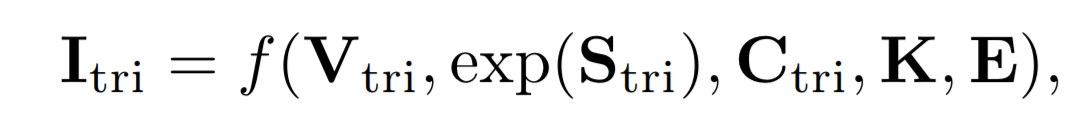 I_tri = f(V_tri, exp(S_tri), C_tri, K, E),